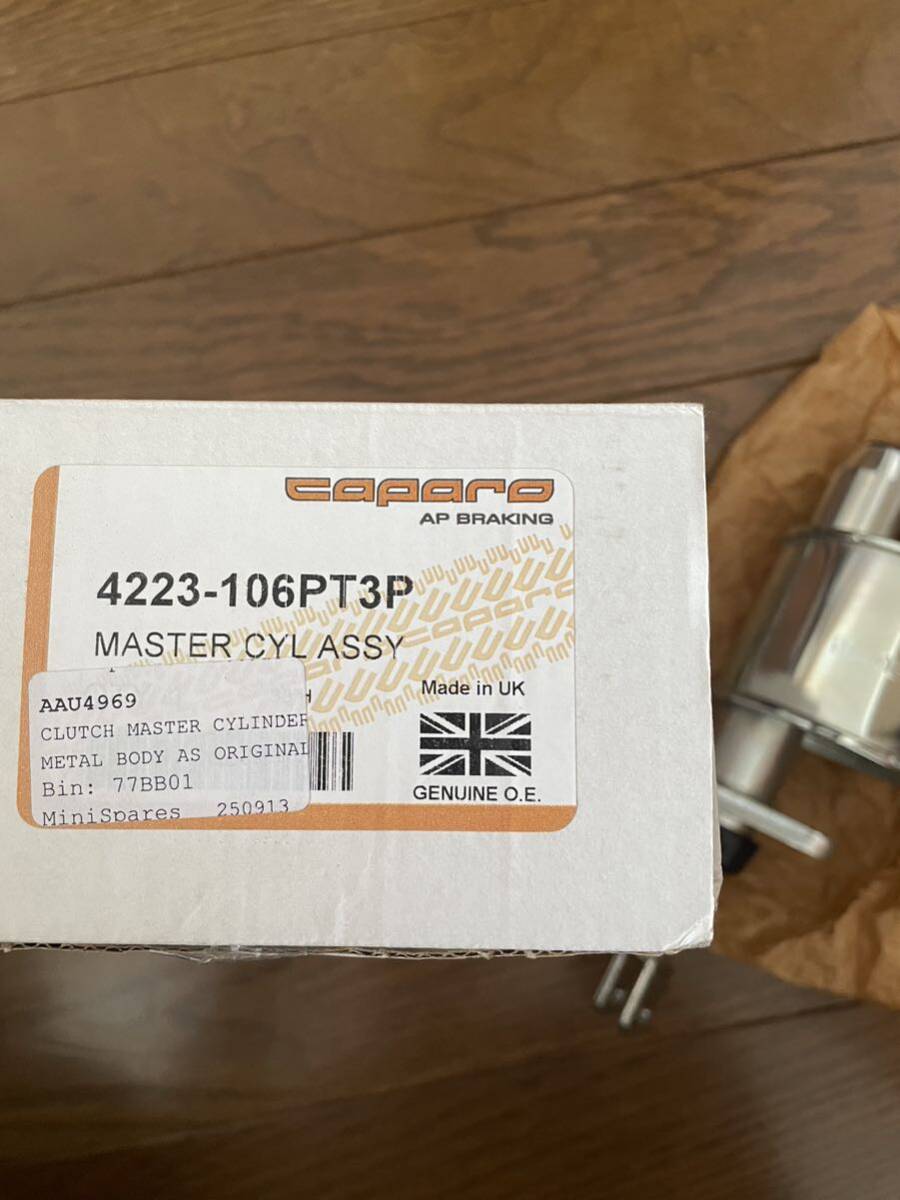 caparo
AP BRAKING
4223-106PT3P
MASTER CYL ASSY
Made in UK
GENUINE O.E.
AAU4969
CLUTCH MASTER CYLINDER
METAL BODY AS ORIGINAL
Bin: 77BB01
MiniSpares 250913